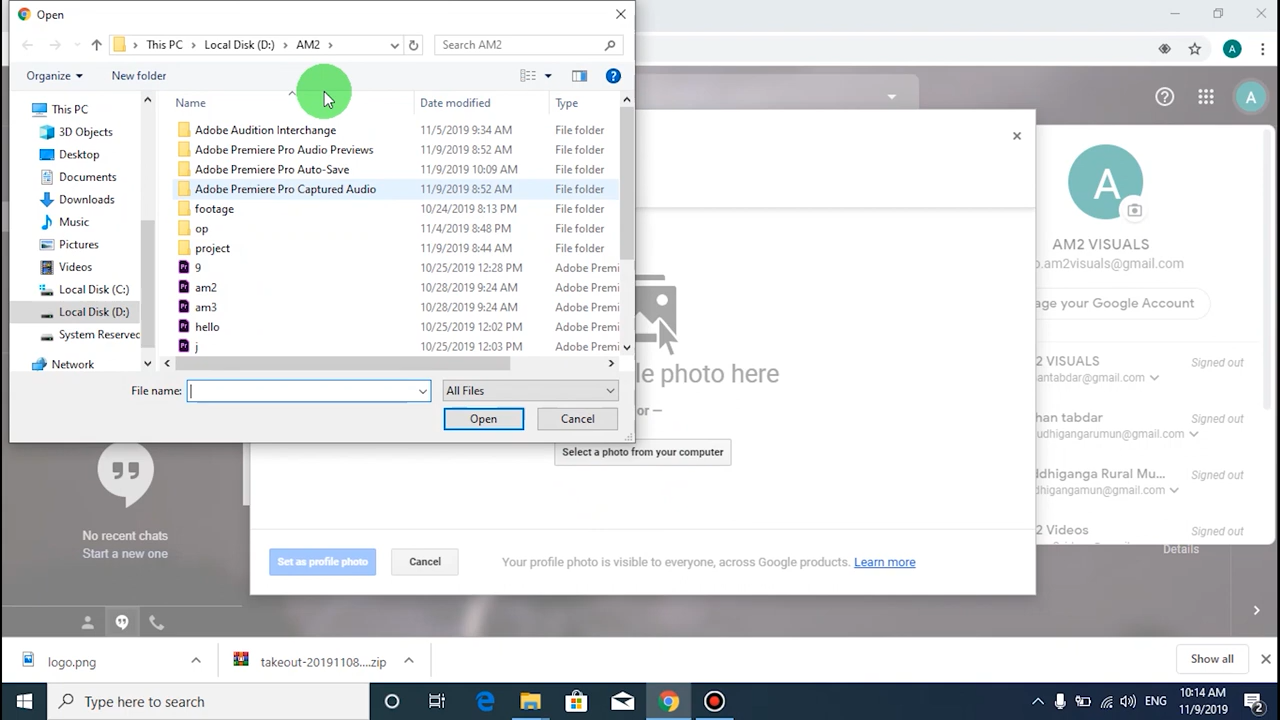 Open
This PC
Local Disk (D:)
AM2
Search AM2
Organize
New folder
Name
Date modified
Type
This PC
3D Objects
Desktop
Documents
Downloads
Music
Pictures
Videos
Local Disk (C:)
Local Disk (D:)
System Reserved
Network
Adobe Audition Interchange 11/5/2019 9:34 AM File folder
Adobe Premiere Pro Audio Previews 11/9/2019 8:52 AM File folder
Adobe Premiere Pro Auto-Save 11/9/2019 10:09 AM File folder
Adobe Premiere Pro Captured Audio 11/9/2019 8:52 AM File folder
footage 10/24/2019 8:13 PM File folder
op 11/4/2019 8:48 PM File folder
project 11/9/2019 8:44 AM File folder
9 10/25/2019 12:28 PM Adobe Premi
am2 10/28/2019 9:24 AM Adobe Premi
am3 10/28/2019 9:24 AM Adobe Premi
hello 10/25/2019 12:02 PM Adobe Premi
j 10/25/2019 12:03 PM Adobe Premi
File name:
All Files
Open
Cancel
le photo here
or —
Select a photo from your computer
Set as profile photo
Cancel
Your profile photo is visible to everyone, across Google products. Learn more
A
A
A
AM2 VISUALS
o.am2visuals@gmail.com
age your Google Account
2 VISUALS Signed out
antabdar@gmail.com
han tabdar Signed out
udhigangarumun@gmail.com
ddhiganga Rural Mu... Signed out
dhigangamun@gmail.com
2 Videos Signed out
Details
No recent chats
Start a new one
logo.png
takeout-20191108....zip
Show all
Type here to search
ENG
10:14 AM
11/9/2019
2